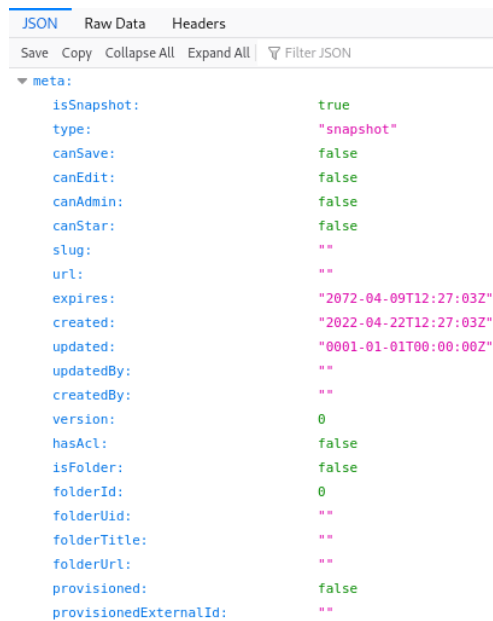 JSON Raw Data Headers
Save Copy Collapse All Expand All Filter JSON
meta:
isSnapshot: true
type: "snapshot"
canSave: false
canEdit: false
canAdmin: false
canStar: false
slug: ""
url: ""
expires: "2072-04-09T12:27:03Z"
created: "2022-04-22T12:27:03Z"
updated: "0001-01-01T00:00:00Z"
updatedBy: ""
createdBy: ""
version: 0
hasAcl: false
isFolder: false
folderId: 0
folderUid: ""
folderTitle: ""
folderUrl: ""
provisioned: false
provisionedExternalId: ""